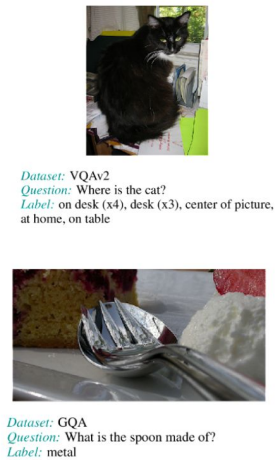 Dataset: VQAv2
Question: Where is the cat?
Label: on desk (x4), desk (x3), center of picture,
at home, on table
Dataset: GQA
Question: What is the spoon made of?
Label: metal